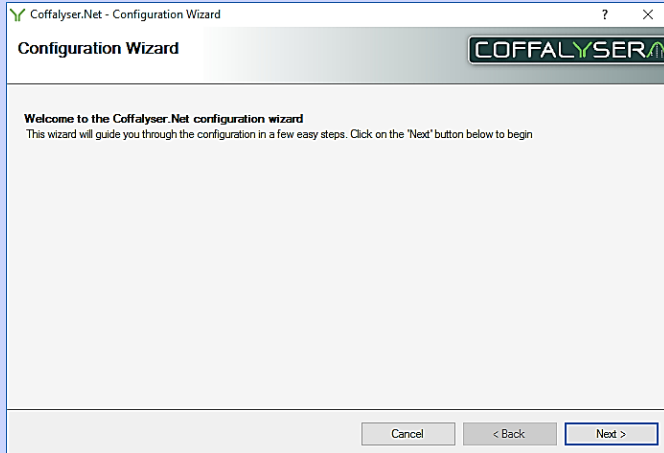 Coffalyser.Net - Configuration Wizard
?
Configuration Wizard
COFFALYSER
Welcome to the Coffalyser.Net configuration wizard
This wizard will guide you through the configuration in a few easy steps. Click on the "Next" button below to begin
Cancel
< Back
Next >